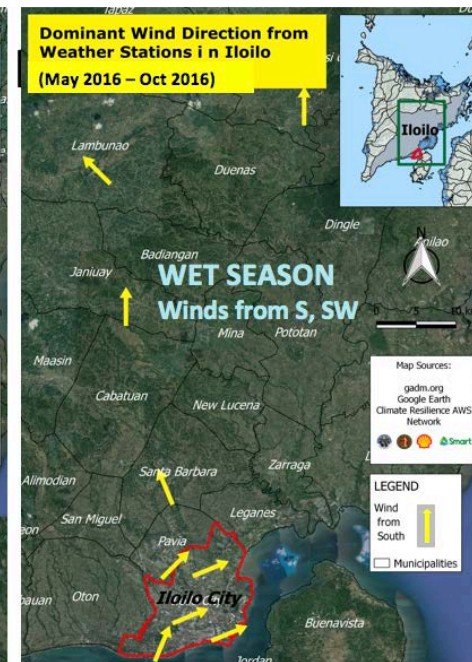 Dominant Wind Direction from
Weather Stations i n Iloilo
(May 2016 – Oct 2016)
Iloilo
Lambunao
Duenas
Dingle
Anilao
N
Badiangan
Janiuay
WET SEASON
Winds from S, SW
Mina
Pototan
Maasin
Cabatuan
New Lucena
Map Sources:
gadm.org
Google Earth
Climate Resilience AWS
Network
Smart
Alimodian
Santa Barbara
Zarraga
San Miguel
Leganes
LEGEND
Wind
from
South
Municipalities
Pavia
Oton
Iloilo City
Buenavista
Jordan